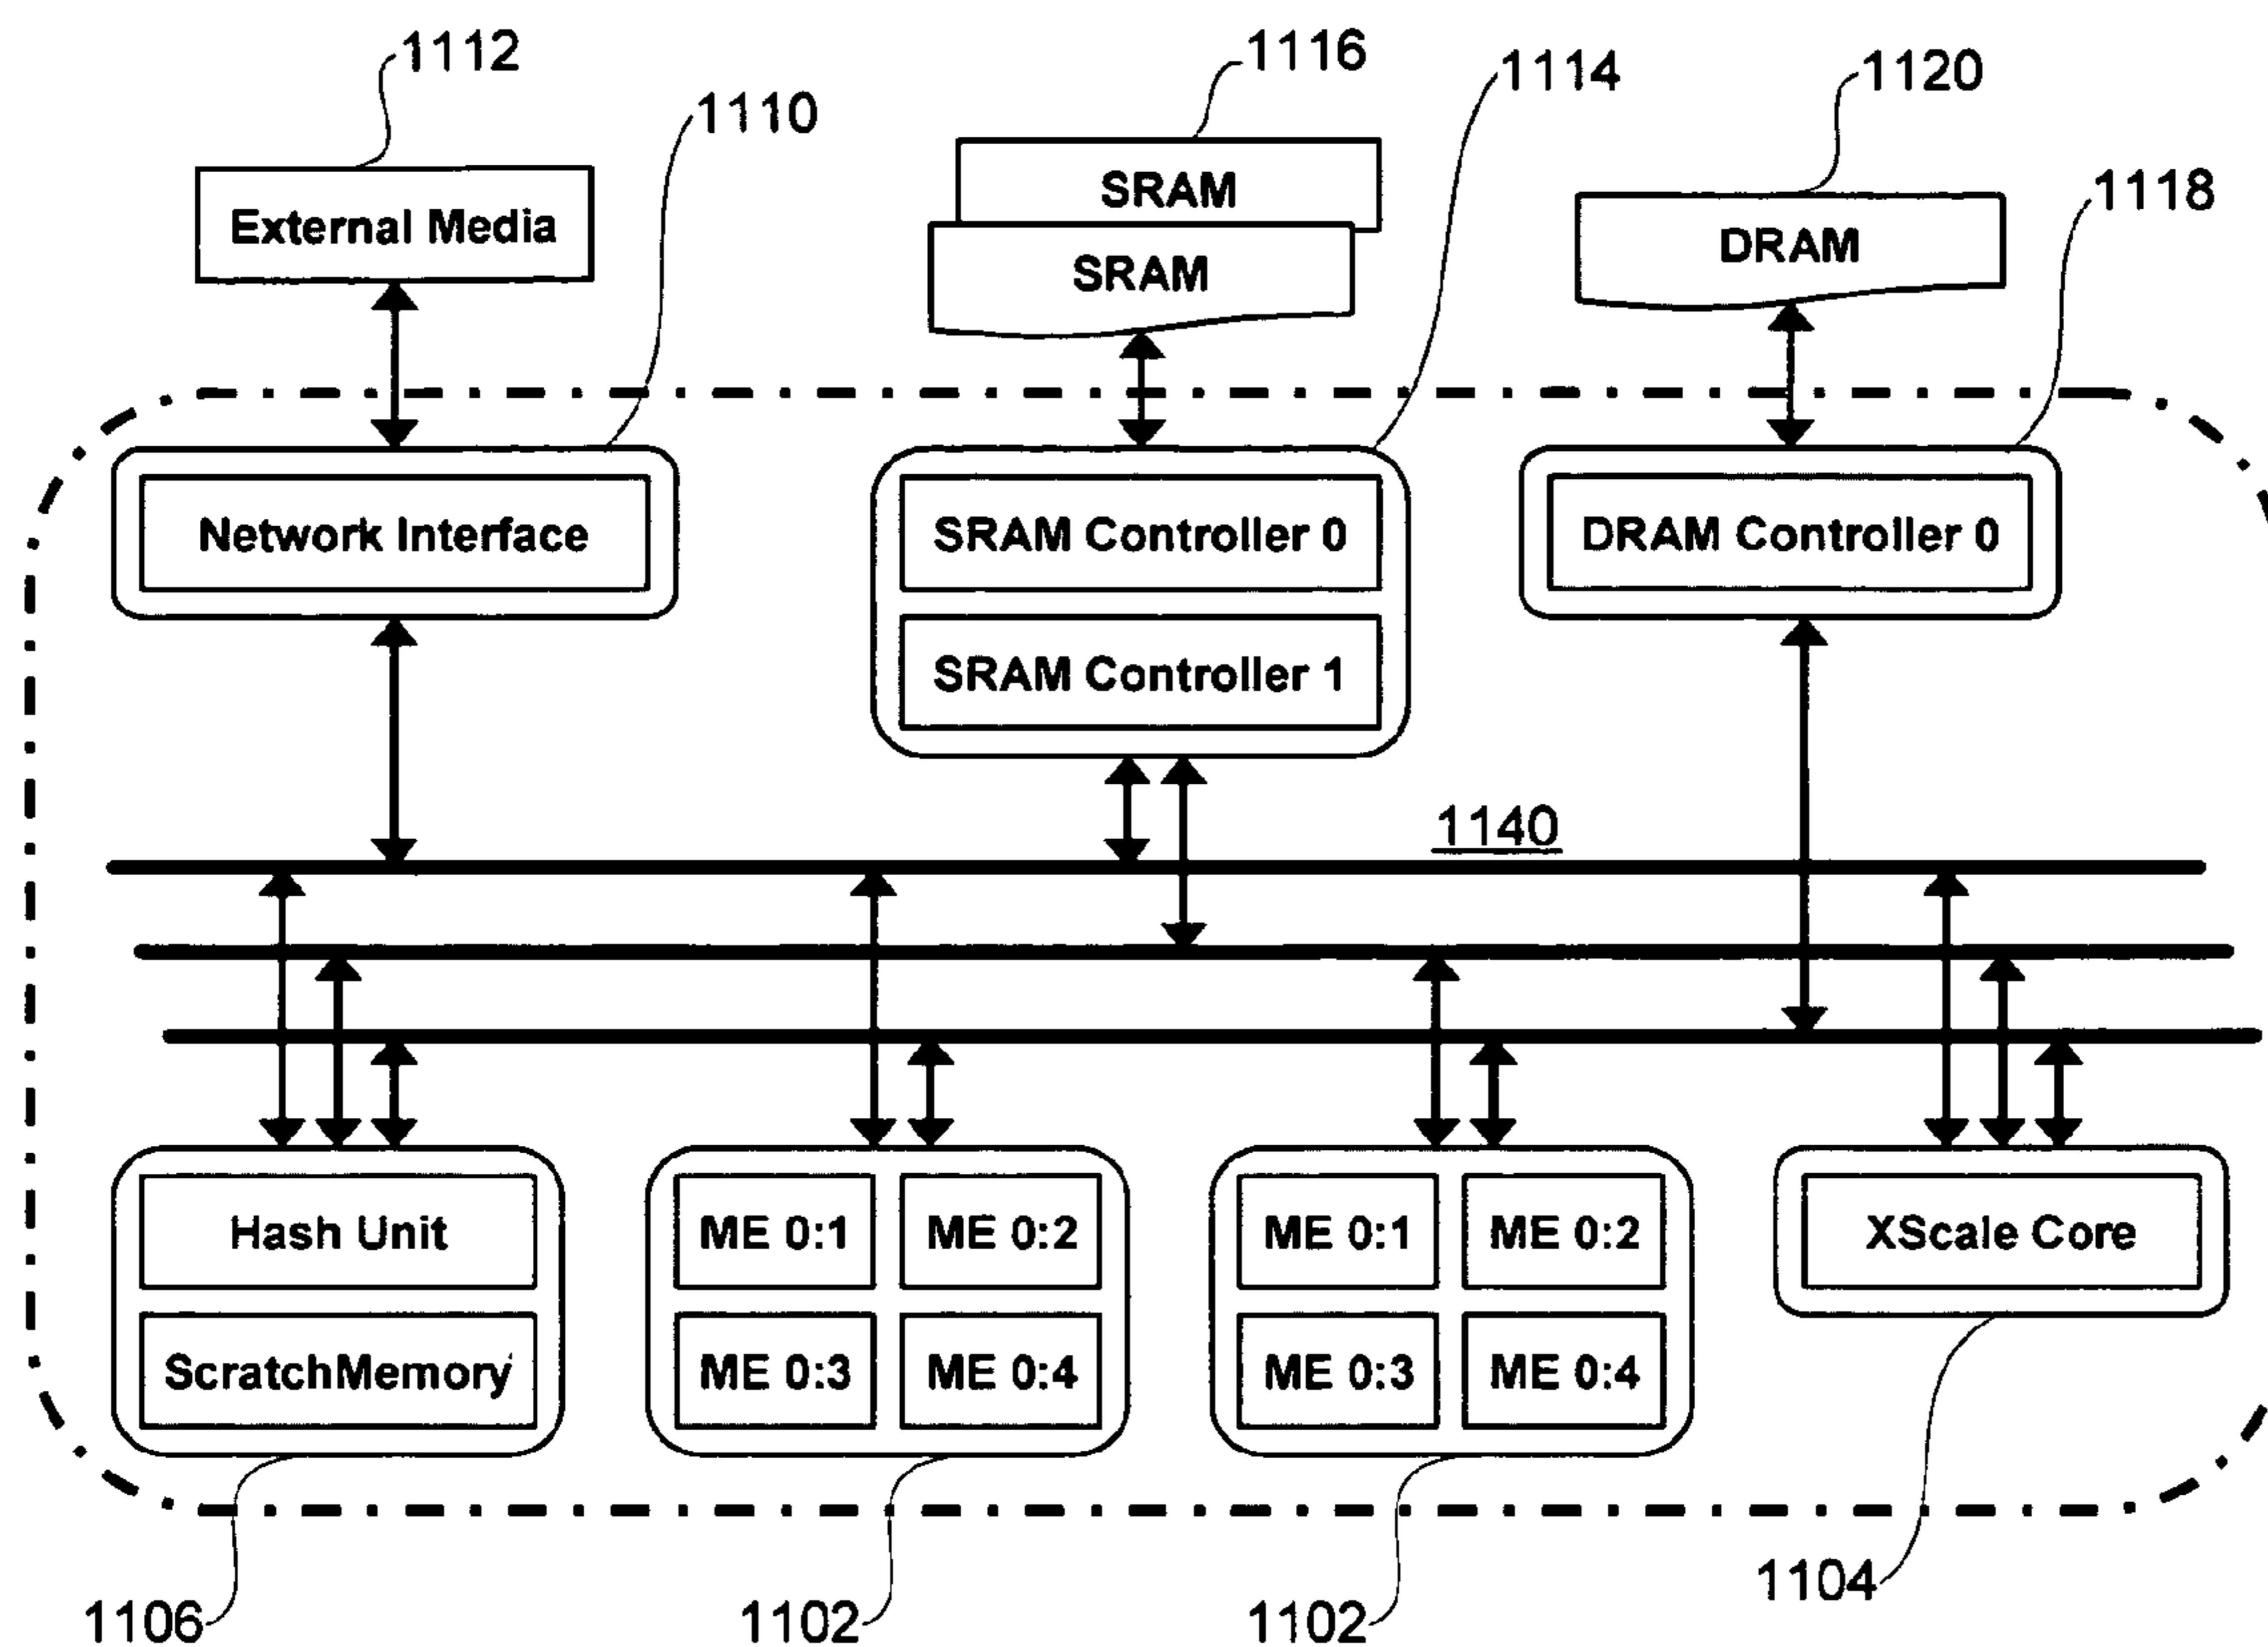 1112
1116
1114
1120
1110
1118
External Media
SRAM
SRAM
DRAM
Network Interface
SRAM Controller 0
SRAM Controller 1
DRAM Controller 0
1140
Hash Unit
ScratchMemory
ME 0:1 ME 0:2
ME 0:3 ME 0:4
ME 0:1 ME 0:2
ME 0:3 ME 0:4
XScale Core
1106
1102
1102
1104